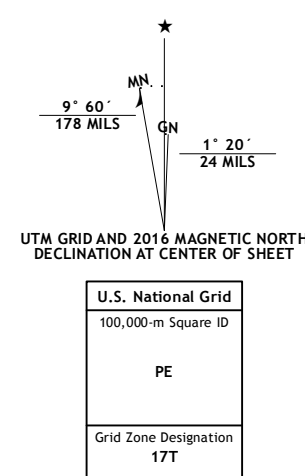 ★
MN
GN
9° 60´
178 MILS
1° 20´
24 MILS
UTM GRID AND 2016 MAGNETIC NORTH
DECLINATION AT CENTER OF SHEET
U.S. National Grid
100,000-m Square ID
PE
Grid Zone Designation
17T